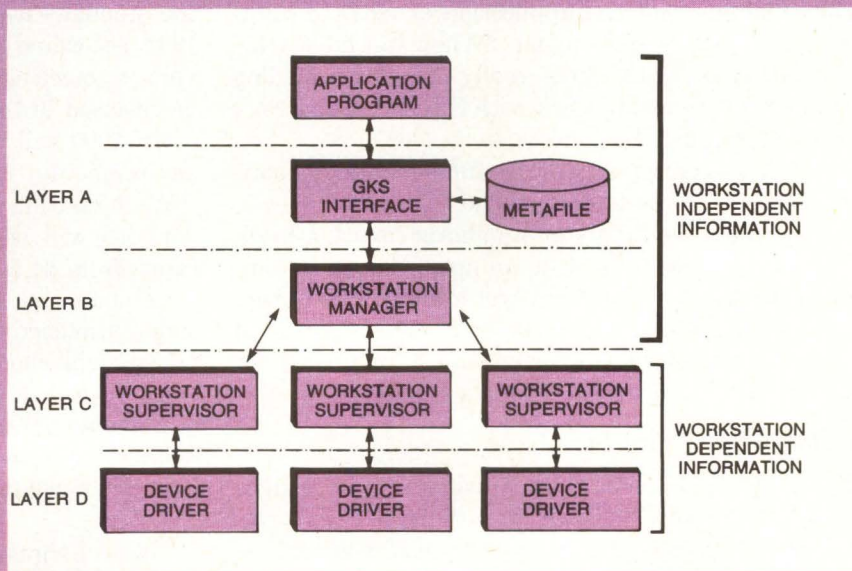 APPLICATION
PROGRAM
LAYER A
GKS
INTERFACE
METAFILE
WORKSTATION
INDEPENDENT
INFORMATION
LAYER B
WORKSTATION
MANAGER
LAYER C
WORKSTATION
SUPERVISOR
WORKSTATION
SUPERVISOR
WORKSTATION
SUPERVISOR
WORKSTATION
DEPENDENT
INFORMATION
LAYER D
DEVICE
DRIVER
DEVICE
DRIVER
DEVICE
DRIVER